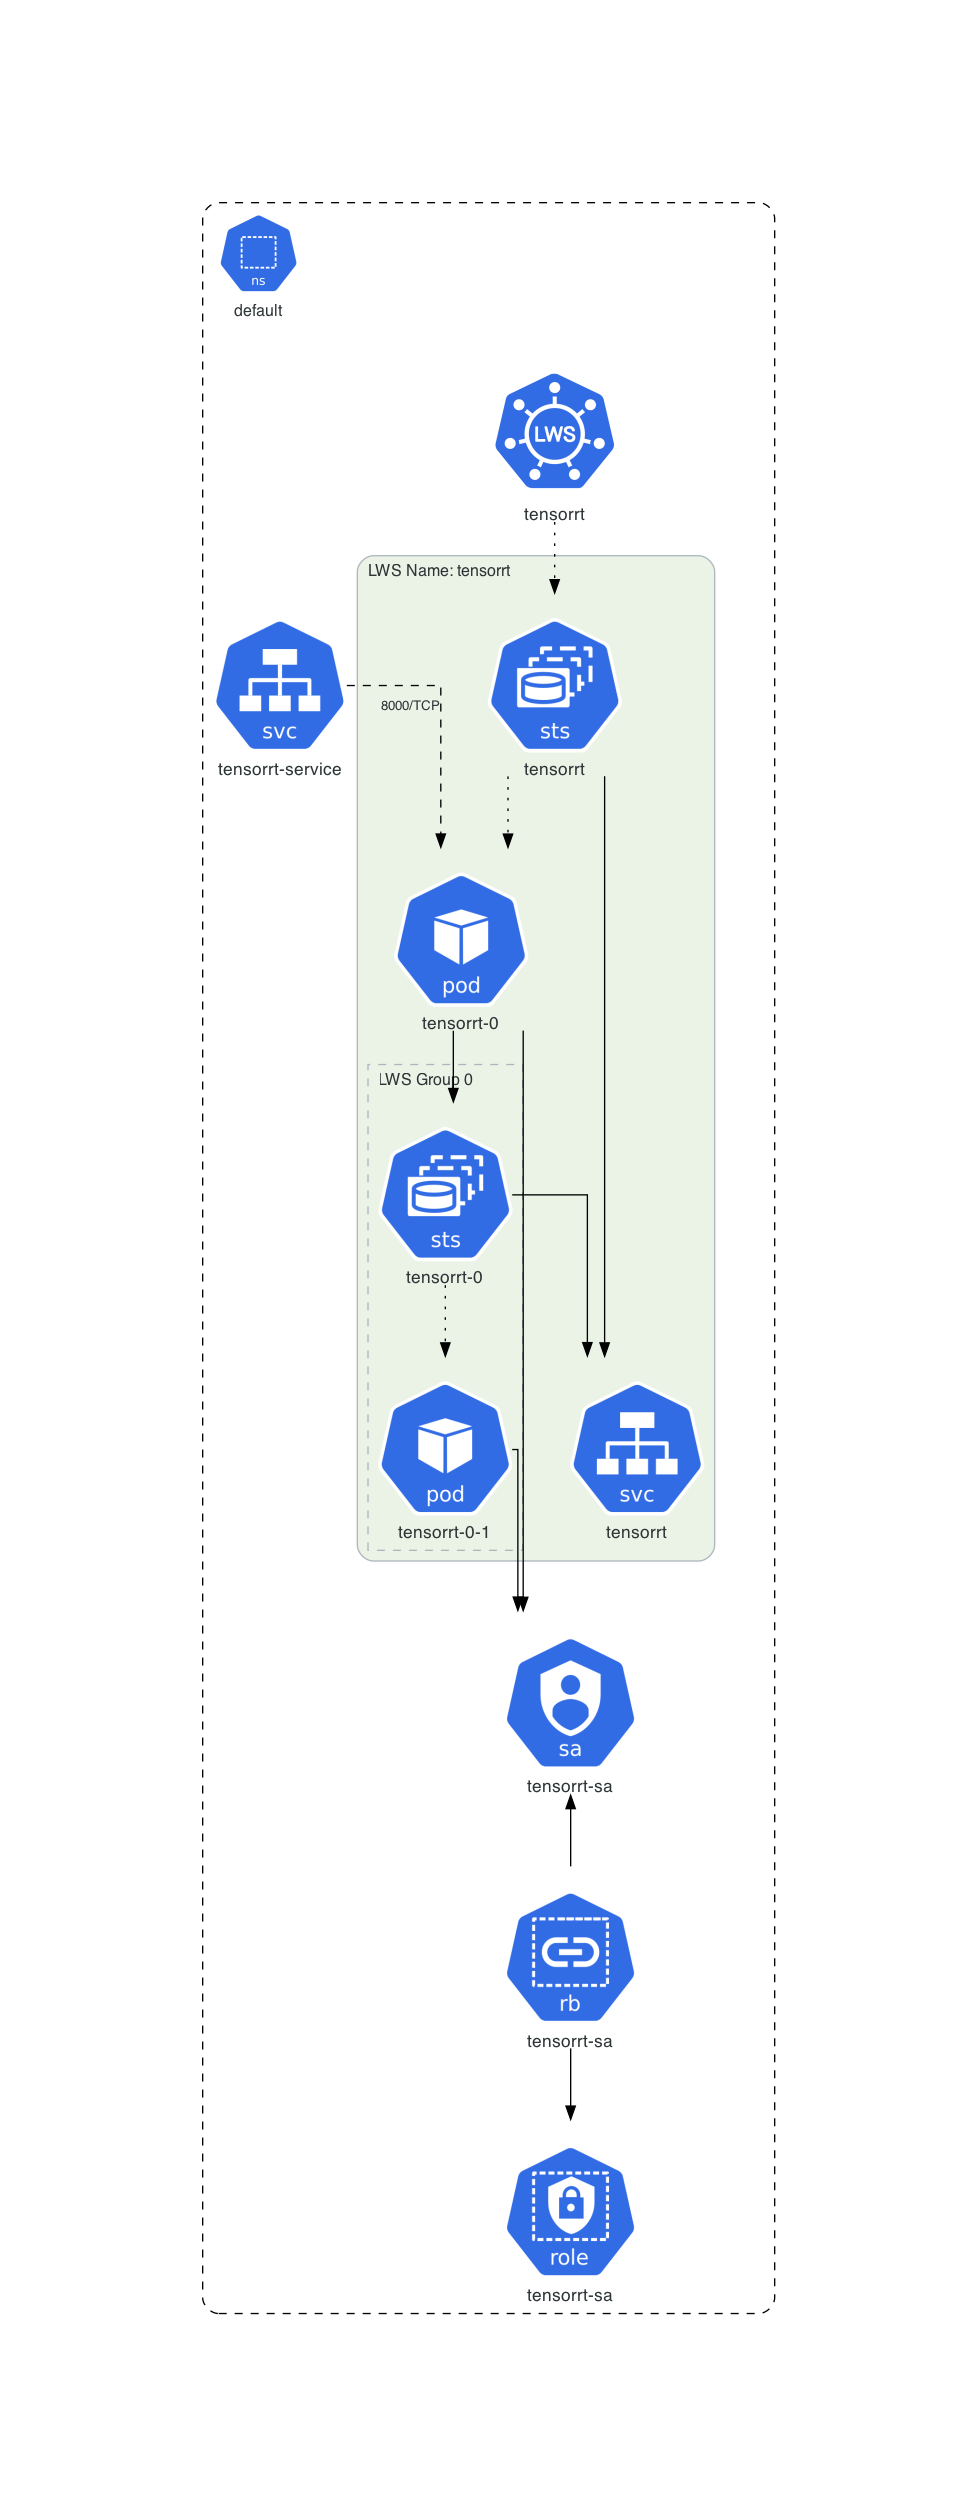 ns
default
LWS
tensorrt
LWS Name: tensorrt
svc
tensorrt-service
8000/TCP
sts
tensorrt
pod
tensorrt-0
LWS Group 0
sts
tensorrt-0
pod
tensorrt-0-1
svc
tensorrt
sa
tensorrt-sa
rb
tensorrt-sa
role
tensorrt-sa